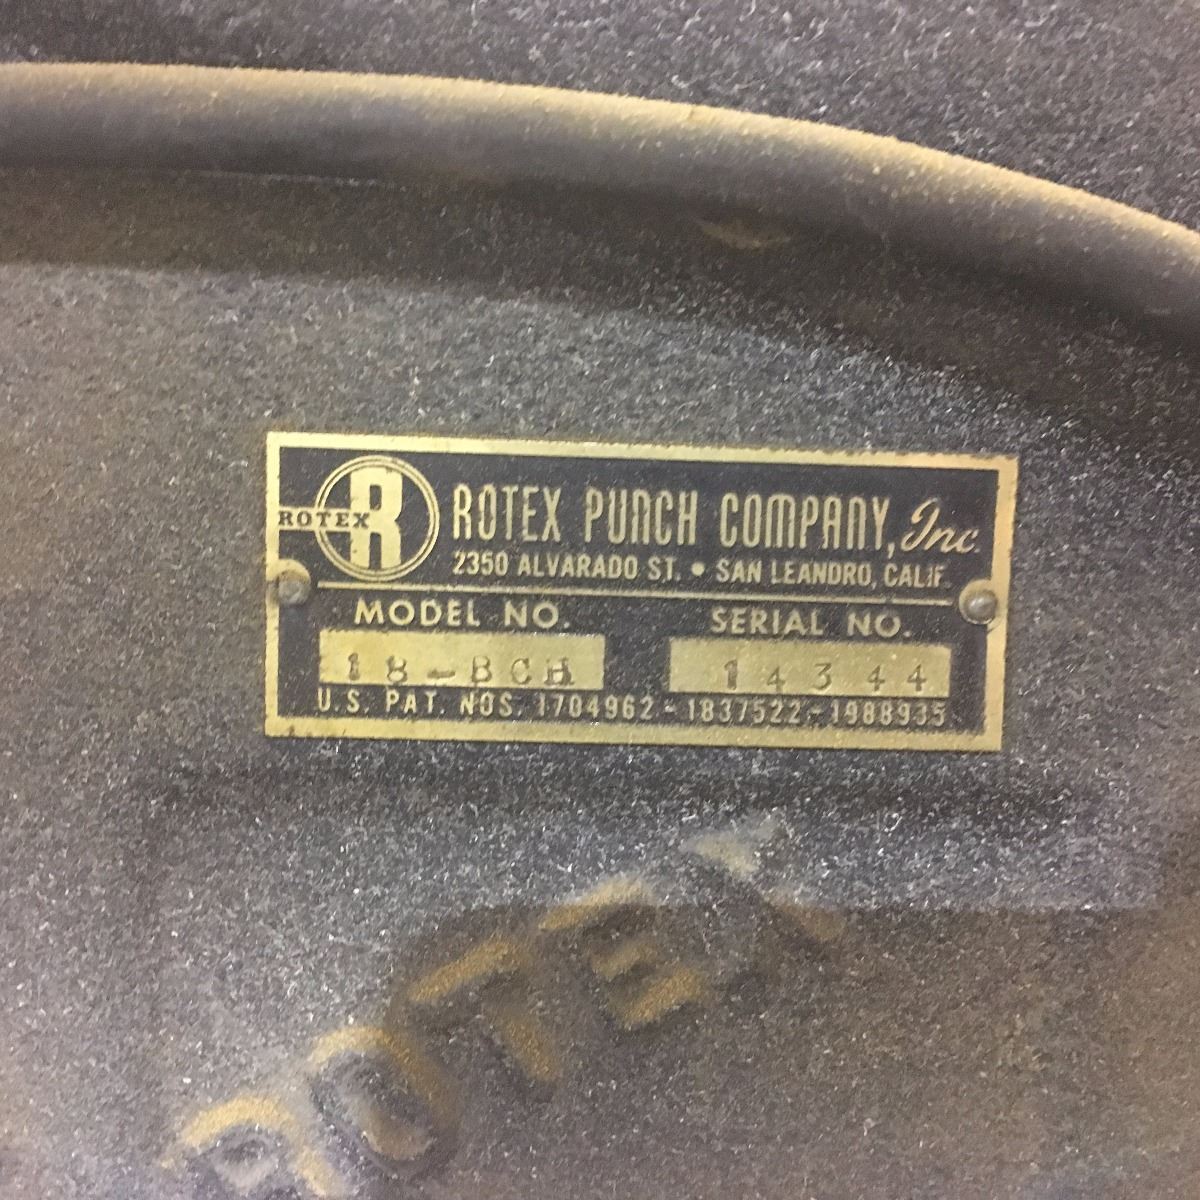 ROTEX R
ROTEX PUNCH COMPANY, Inc.
2350 ALVARADO ST. • SAN LEANDRO, CALIF.
MODEL NO. SERIAL NO.
18-BCH 14344
U.S. PAT. NOS. 1704962-1837522-1988935
ROTEX